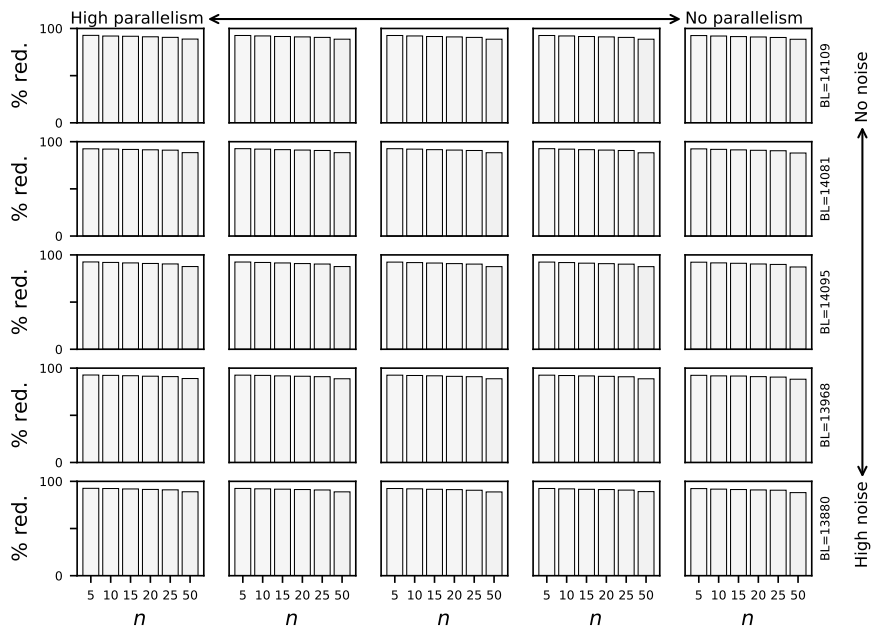 High parallelism No parallelism
% red. 100 0 BL=14109 No noise
% red. 100 0 BL=14081
% red. 100 0 BL=14095
% red. 100 0 BL=13968
% red. 100 0 BL=13880 High noise
5 10 15 20 25 50 5 10 15 20 25 50 5 10 15 20 25 50 5 10 15 20 25 50 5 10 15 20 25 50
n n n n n